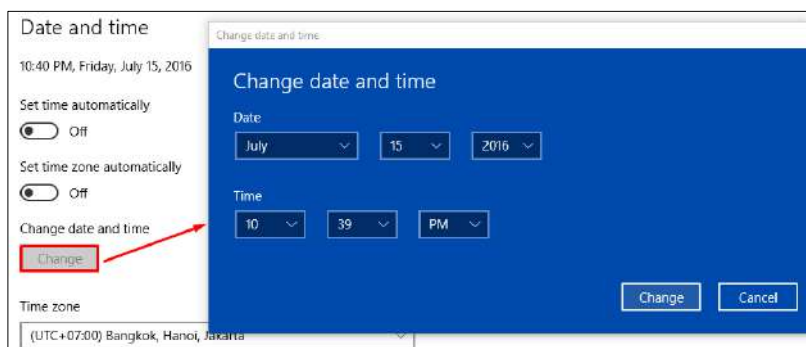 Date and time
10:40 PM, Friday, July 15, 2016
Set time automatically
Off
Set time zone automatically
Off
Change date and time
Change
Time zone
(UTC+07:00) Bangkok, Hanoi, Jakarta
Change date and time
Change date and time
Date
July 15 2016
Time
10 39 PM
Change Cancel